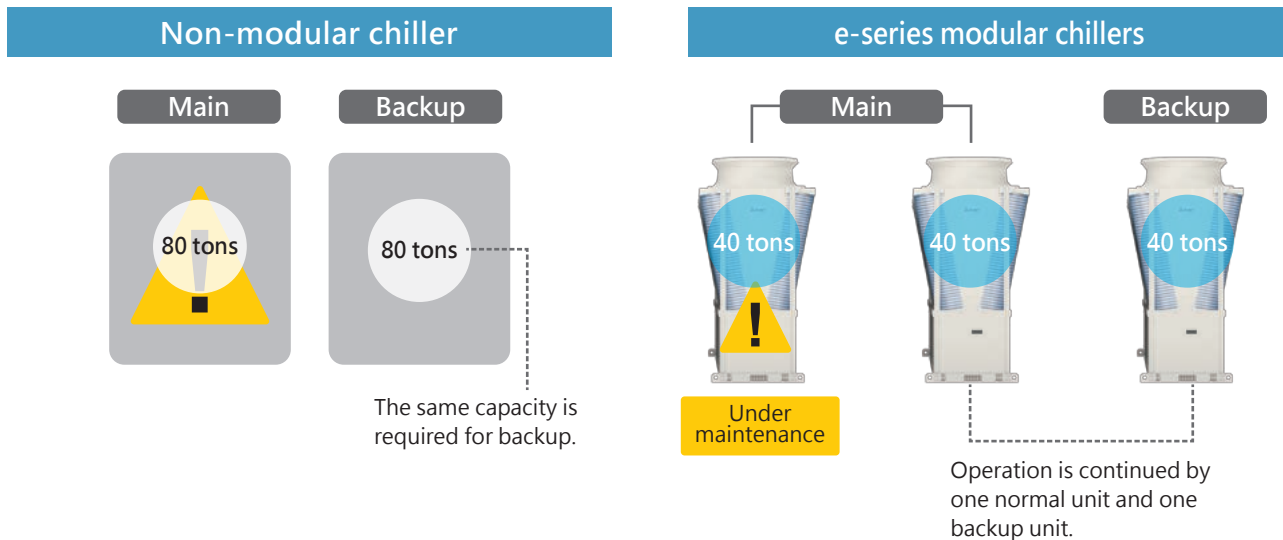 Non-modular chiller
Main
Backup
80 tons
80 tons
The same capacity is
required for backup.
e-series modular chillers
Main
Backup
40 tons
40 tons
40 tons
Under
maintenance
Operation is continued by
one normal unit and one
backup unit.